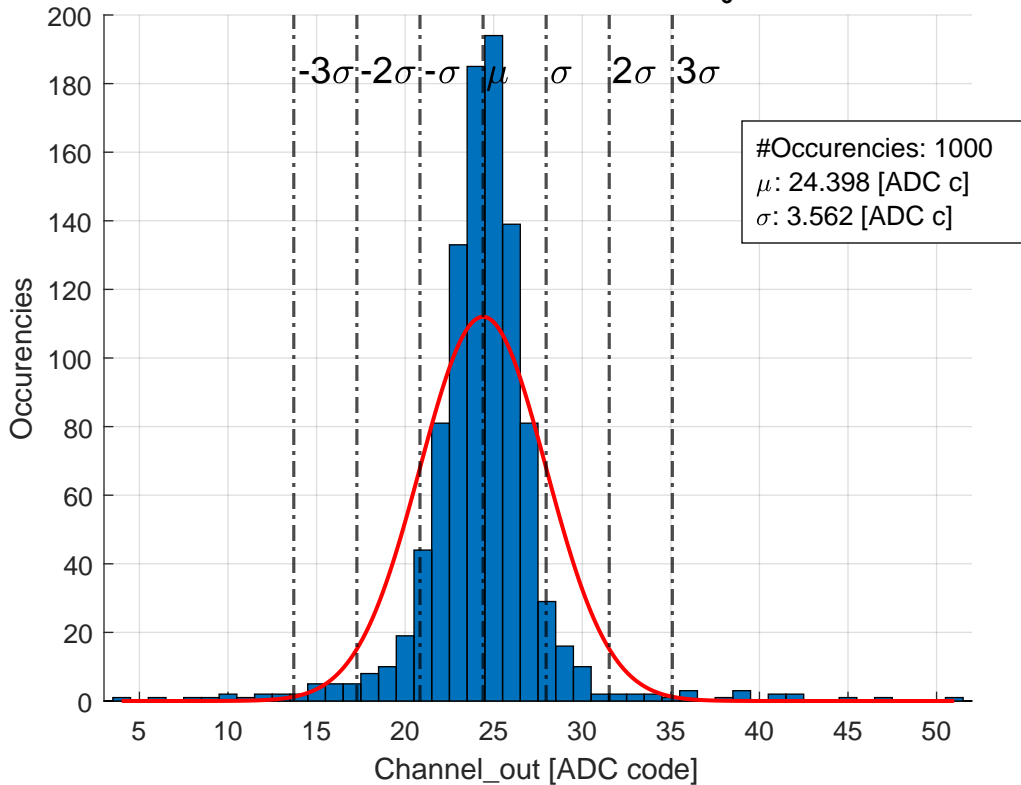 200
180
160
140
120
100
80
60
40
20
0
Occurencies
-3σ -2σ -σ μ σ 2σ 3σ
#Occurencies: 1000
μ: 24.398 [ADC c]
σ: 3.562 [ADC c]
5 10 15 20 25 30 35 40 45 50
Channel_out [ADC code]